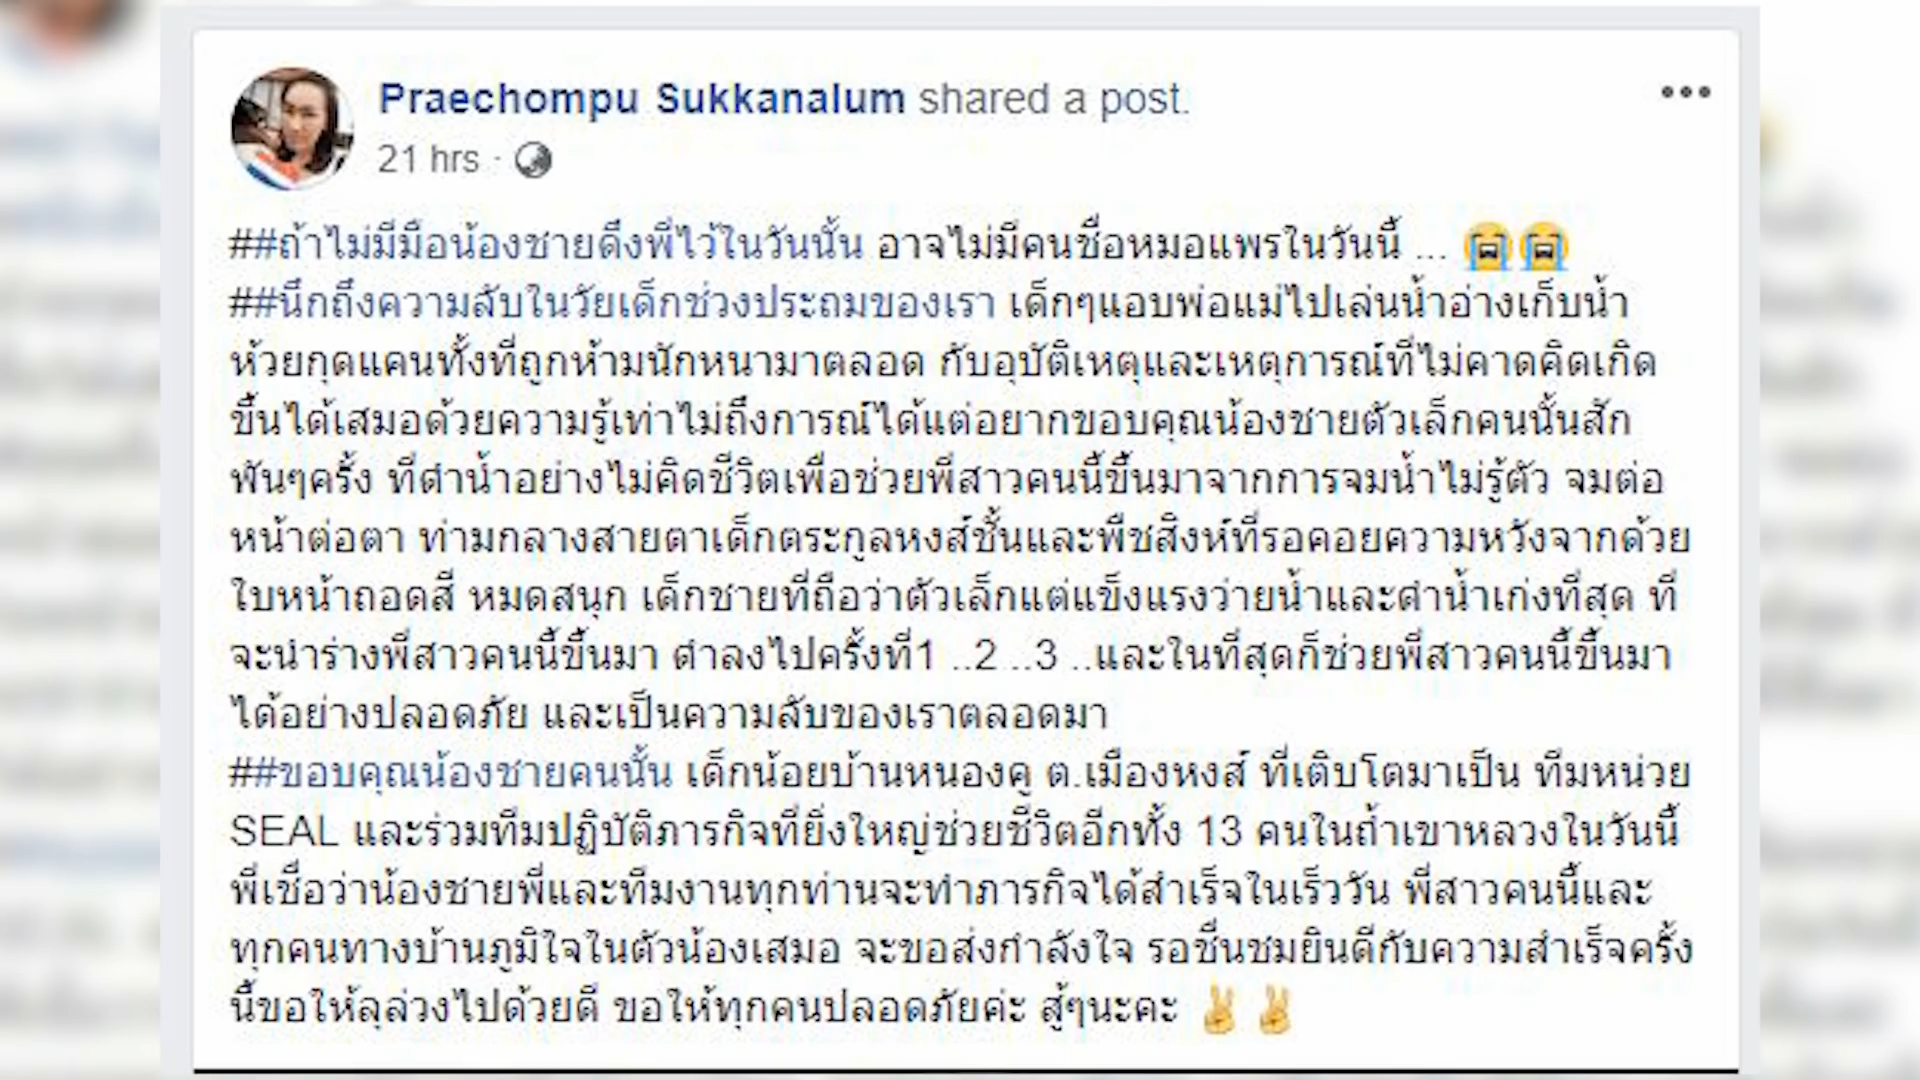 Praechompu Sukkanalum shared a post.
21 hrs ·
##ถ้าไม่มีมือน้องชายดึงพี่ไว้ในวันนั้น อาจไม่มีคนชื่อหมอแพรในวันนี้ ... 😭😭
##นึกถึงความลับในวัยเด็กช่วงประถมของเรา เด็กๆแอบพ่อแม่ไปเล่นน้ำอ่างเก็บน้ำ
ห้วยกุดแคนทั้งที่ถูกห้ามนักหนามาตลอด กับอุบัติเหตุและเหตุการณ์ที่ไม่คาดคิดเกิด
ขึ้นได้เสมอด้วยความรู้เท่าไม่ถึงการณ์ได้แต่อยากขอบคุณน้องชายตัวเล็กคนนั้นสัก
พันๆครั้ง ที่ดำน้ำอย่างไม่คิดชีวิตเพื่อช่วยพี่สาวคนนี้ขึ้นมาจากการจมน้ำไม่รู้ตัว จมต่อ
หน้าต่อตา ท่ามกลางสายตาเด็กตระกูลหงส์ชั้นและพืชสิงห์ที่รอคอยความหวังจากด้วย
ใบหน้าถอดสี หมดสนุก เด็กชายที่ถือว่าตัวเล็กแต่แข็งแรงว่ายน้ำและดำน้ำเก่งที่สุด ที่
จะนำร่างพี่สาวคนนี้ขึ้นมา ดำลงไปครั้งที่1 ..2 ..3 ..และในที่สุดก็ช่วยพี่สาวคนนี้ขึ้นมา
ได้อย่างปลอดภัย และเป็นความลับของเราตลอดมา
##ขอบคุณน้องชายคนนั้น เด็กน้อยบ้านหนองคู ต.เมืองหงส์ ที่เติบโตมาเป็น ทีมหน่วย
SEAL และร่วมทีมปฏิบัติภารกิจที่ยิ่งใหญ่ช่วยชีวิตอีกทั้ง 13 คนในถ้ำเขาหลวงในวันนี้
พี่เชื่อว่าน้องชายพี่และทีมงานทุกท่านจะทำภารกิจได้สำเร็จในเร็ววัน พี่สาวคนนี้และ
ทุกคนทางบ้านภูมิใจในตัวน้องเสมอ จะขอส่งกำลังใจ รอชื่นชมยินดีกับความสำเร็จครั้ง
นี้ขอให้ลุล่วงไปด้วยดี ขอให้ทุกคนปลอดภัยค่ะ สู้ๆนะคะ ✌️✌️